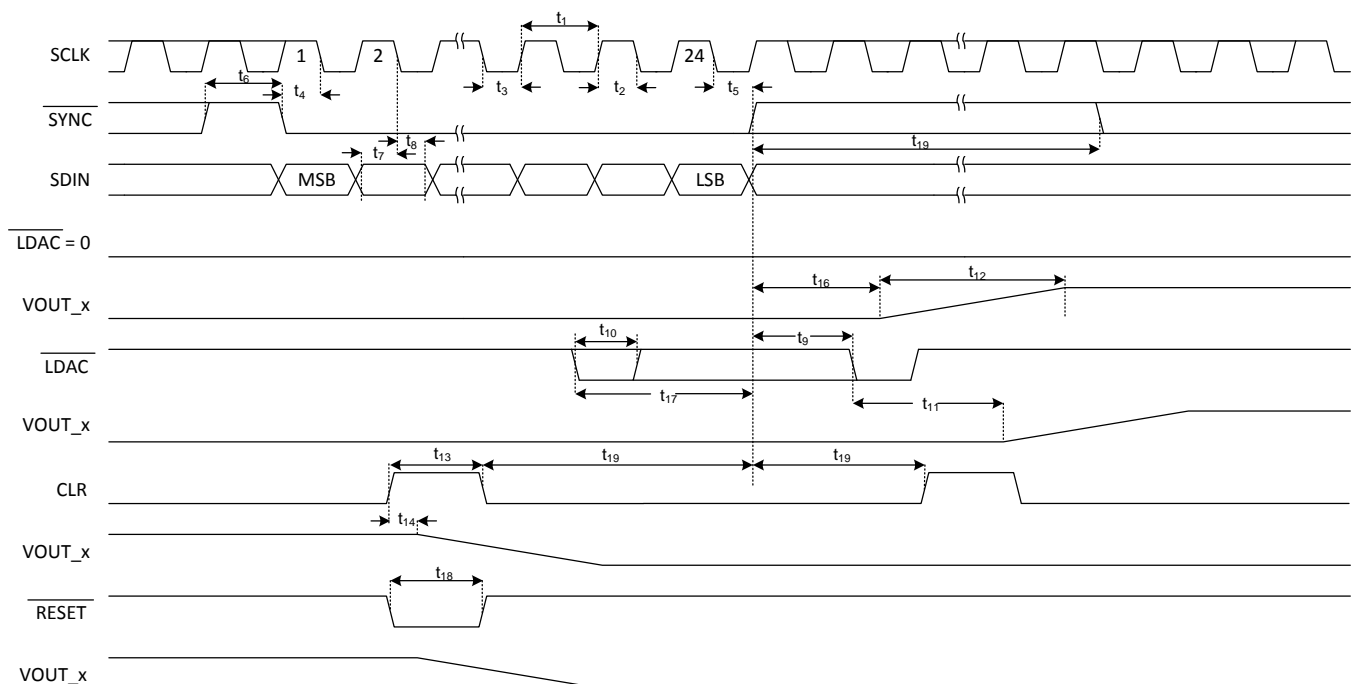 t1
SCLK
1
2
24
t6
t4
t3
t2
t5
SYNC
t8
t7
t19
SDIN
MSB
LSB
LDAC = 0
t16
t12
VOUT_x
t10
t9
LDAC
t17
t11
VOUT_x
t13
t19
t19
CLR
t14
VOUT_x
t18
RESET
VOUT_x